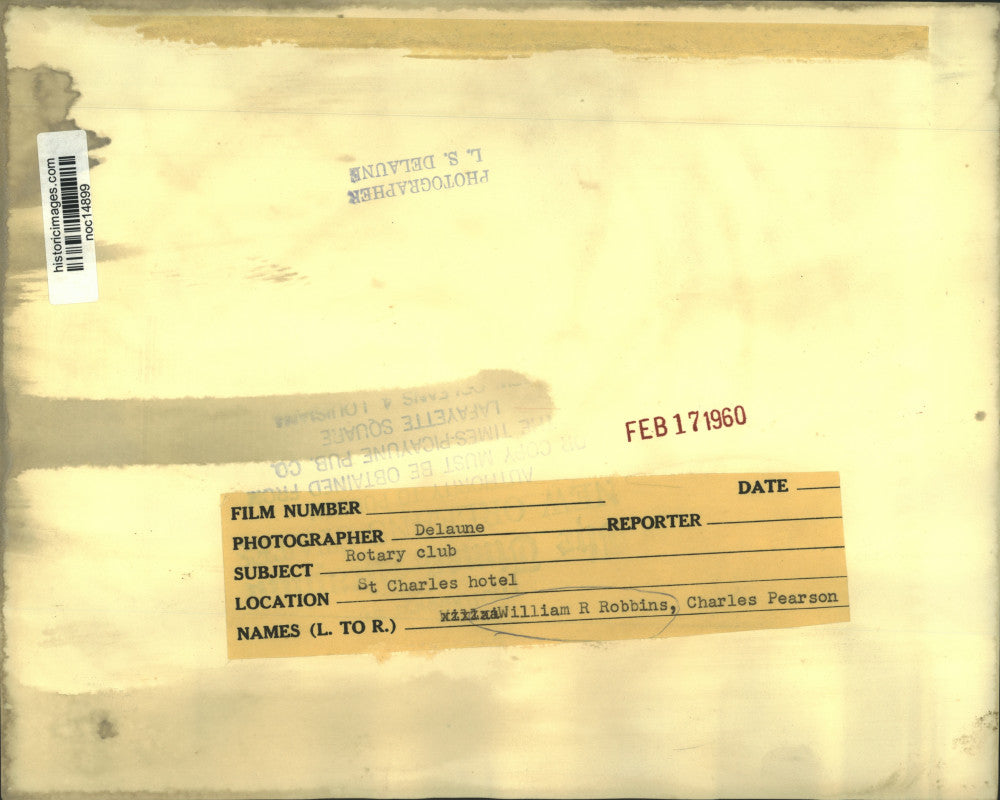 historicimages.com
noc14899
PHOTOGRAPHER
L. S. DELAUNE
FEB 17 1960
AUTHORITY TO
OR COPY MUST BE OBTAINED FROM
THE TIMES-PICAYUNE PUB. CO.
LAFAYETTE SQUARE
ORLEANS 4 LOUISIANA
FILM NUMBER
DATE
PHOTOGRAPHER Delaune REPORTER
SUBJECT Rotary club
LOCATION St Charles hotel
NAMES (L. TO R.) William R Robbins, Charles Pearson